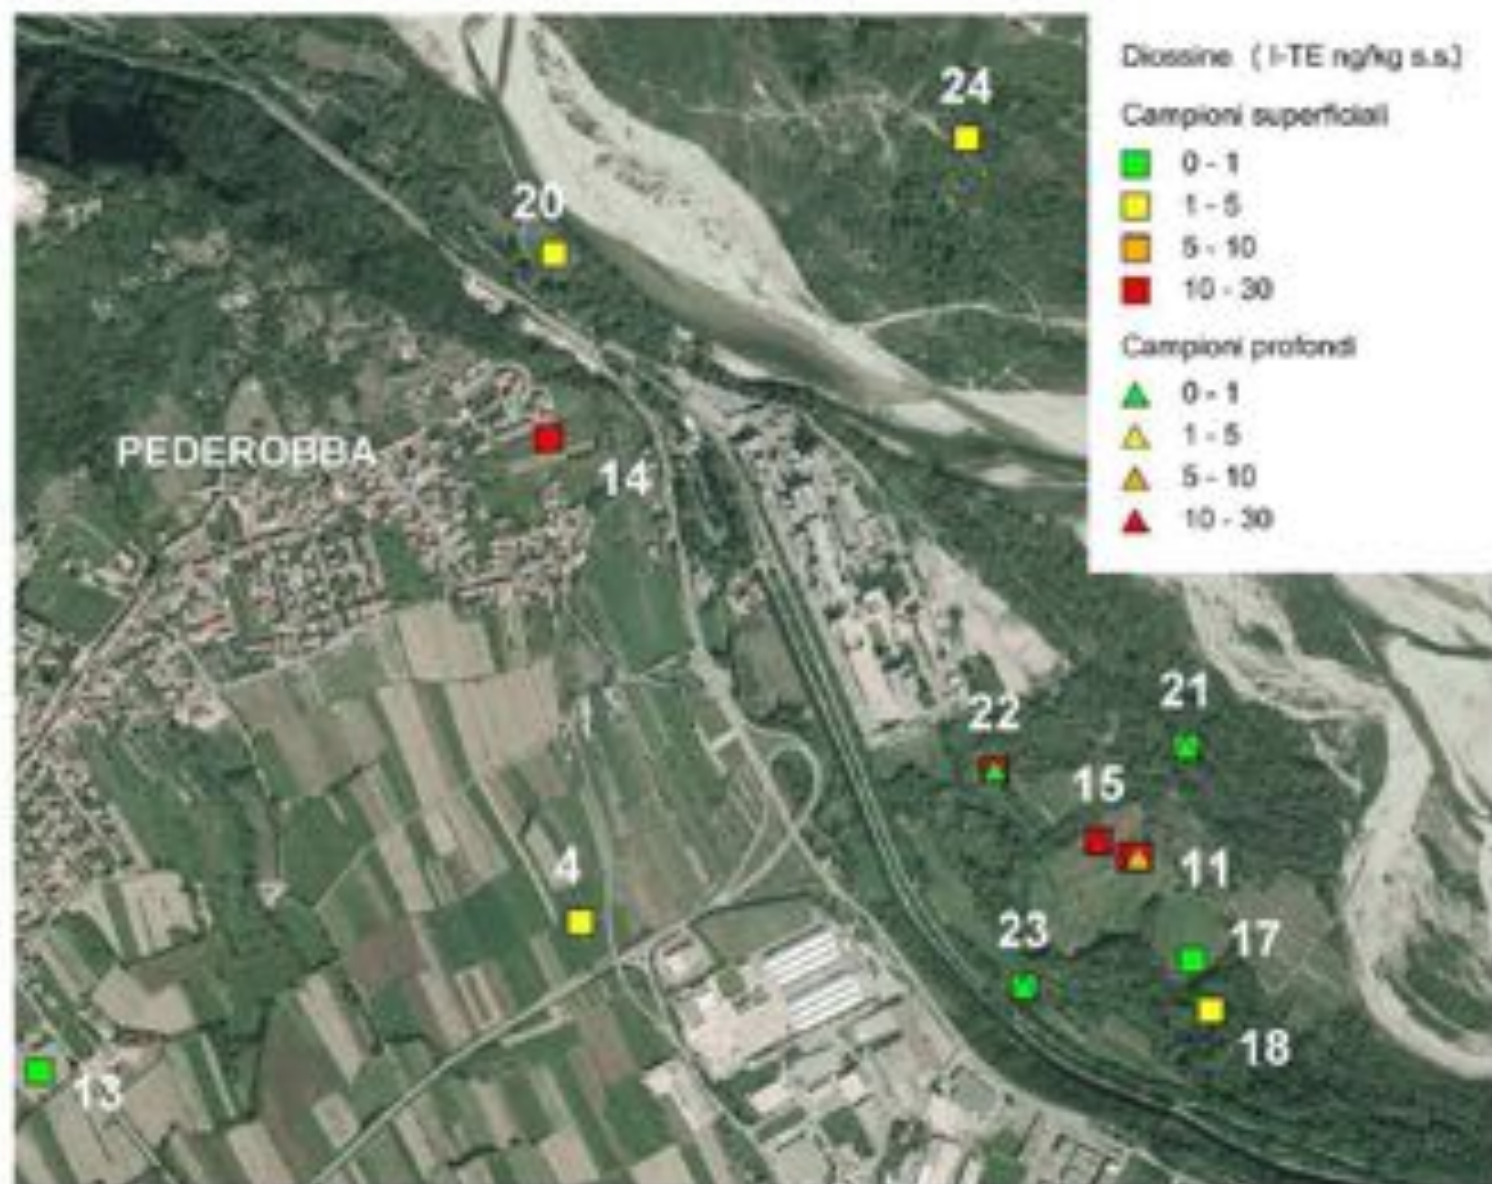 Diossine ( I-TE ng/kg s.s.)
Campioni superficiali
0 - 1
1 - 5
5 - 10
10 - 30
Campioni profondi
0 - 1
1 - 5
5 - 10
10 - 30
24
20
PEDEROBBA
14
22
21
15
4
11
23
17
18
13